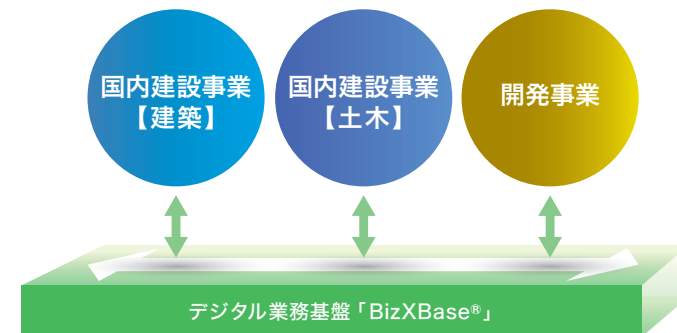 国内建設事業
【建築】
国内建設事業
【土木】
開発事業
デジタル業務基盤「BizXBase®」